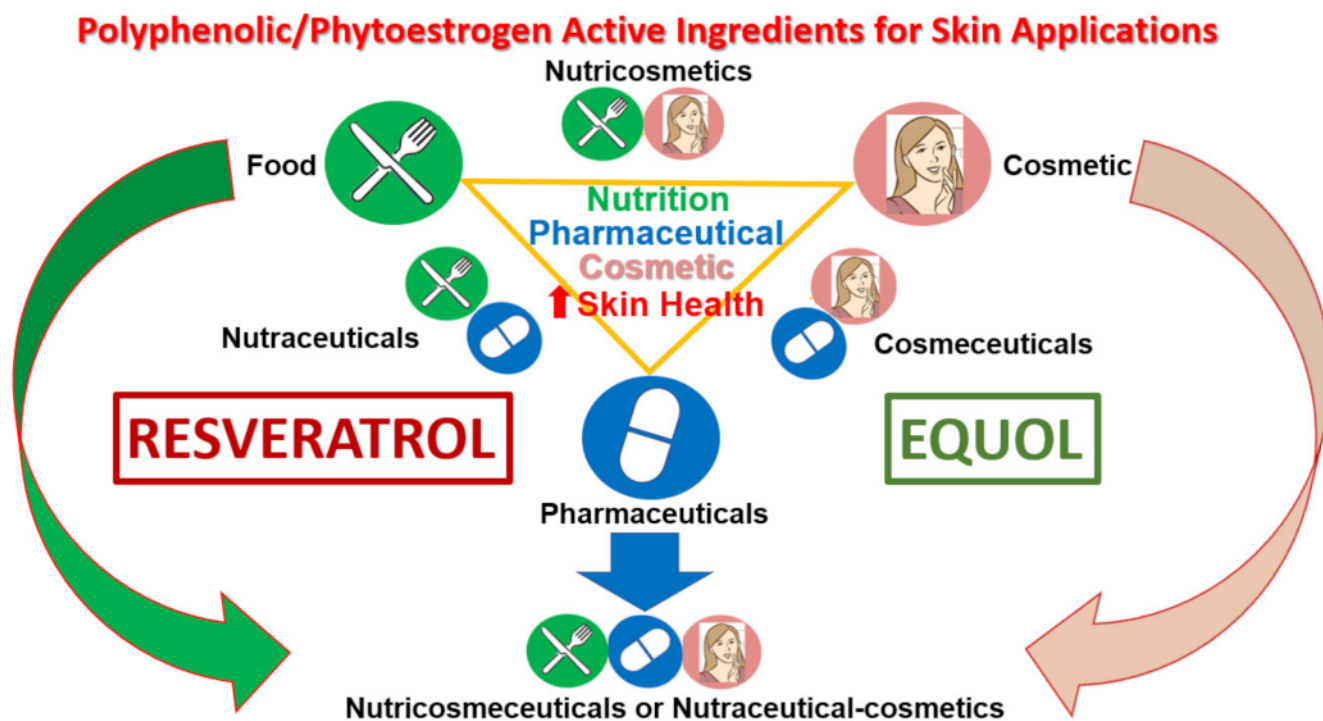 Polyphenolic/Phytoestrogen Active Ingredients for Skin Applications
Nutricosmetics
Food
Cosmetic
Nutrition
Pharmaceutical
Cosmetic
Skin Health
Nutraceuticals
Cosmeceuticals
RESVERATROL
EQUOL
Pharmaceuticals
Nutricosmeceuticals or Nutraceutical-cosmetics